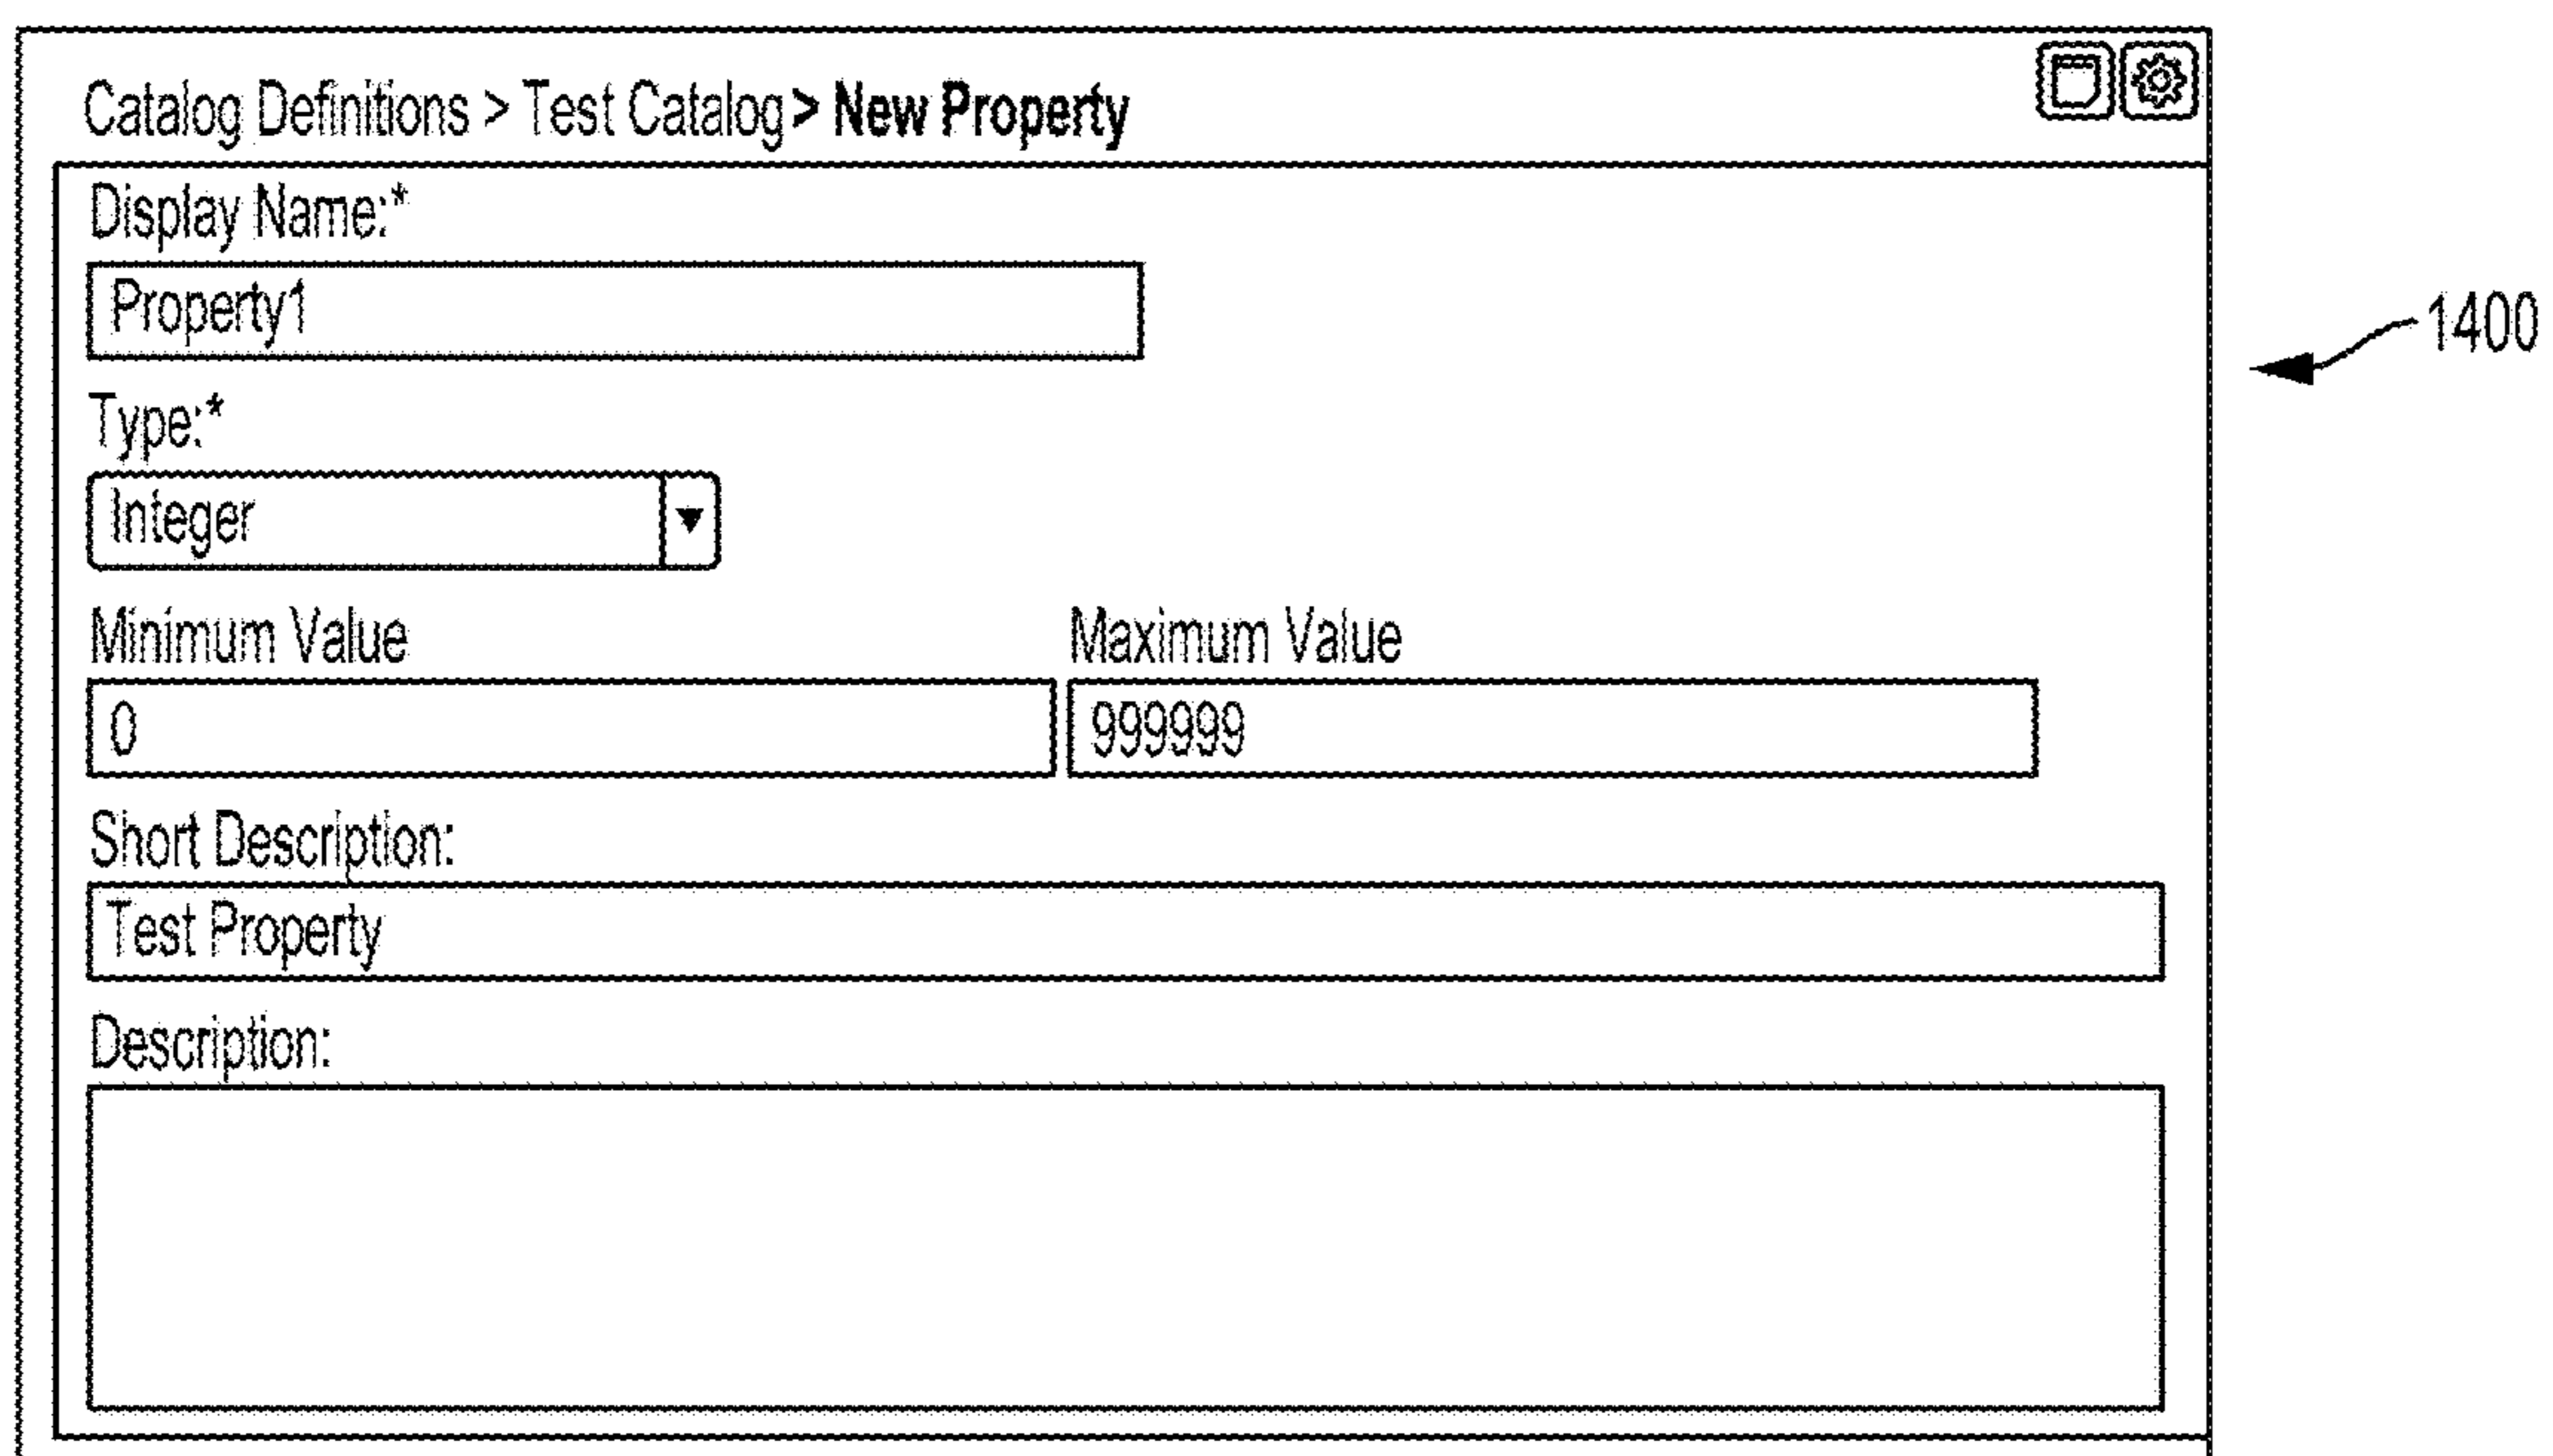 Catalog Definitions > Test Catalog > New Property
Display Name:*
Property1
1400
Type:*
Integer
Minimum Value Maximum Value
0 999999
Short Description:
Test Property
Description: